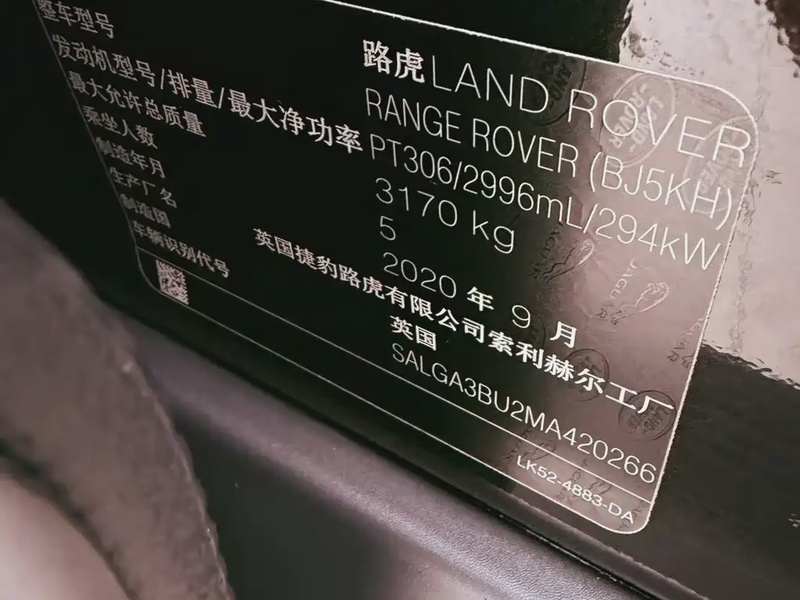 路虎 LAND ROVER
整车型号 RANGE ROVER (BJ5KH)
发动机型号/排量/最大净功率 PT306/2996mL/294kW
最大允许总质量 3170 kg
乘坐人数 5
制造年月 2020 年 9 月
生产厂名 英国捷豹路虎有限公司索利赫尔工厂
制造国 英国
车辆识别代号 SALGA3BU2MA420266
LK52-4883-DA